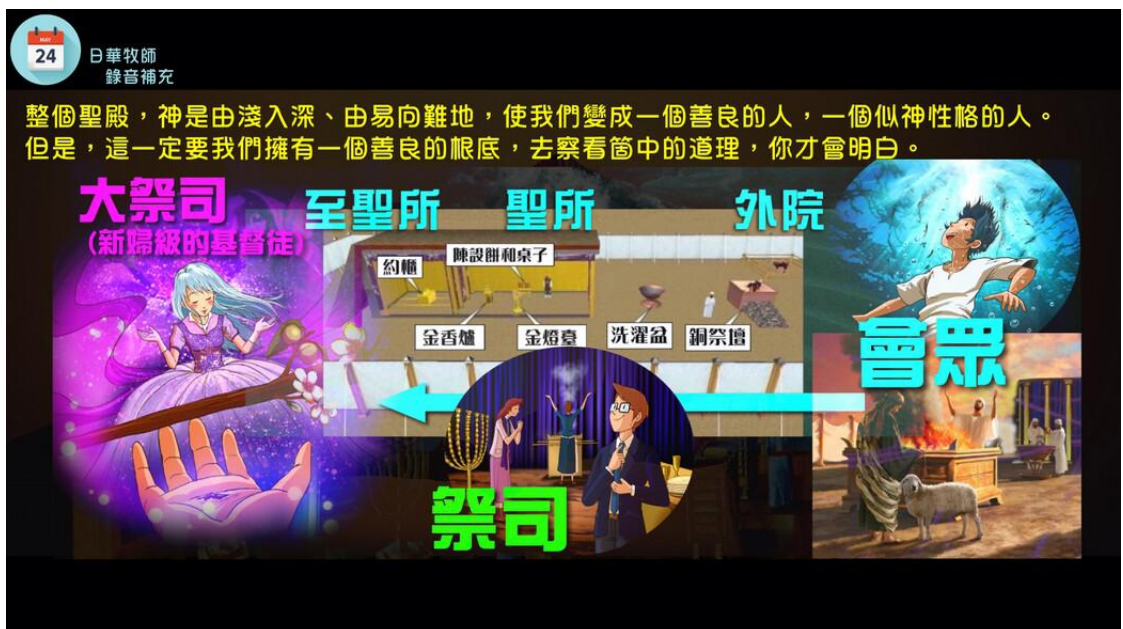 MAY
24
日華牧師
錄音補充
整個聖殿,神是由淺入深、由易向難地,使我們變成一個善良的人,一個似神性格的人。
但是,這一定要我們擁有一個善良的根底,去察看箇中的道理,你才會明白。
大祭司
(新婦級的基督徒)
至聖所
聖所
外院
約櫃
陳設餅和桌子
金香爐
金燈臺
洗濯盆
銅祭壇
會眾
祭司